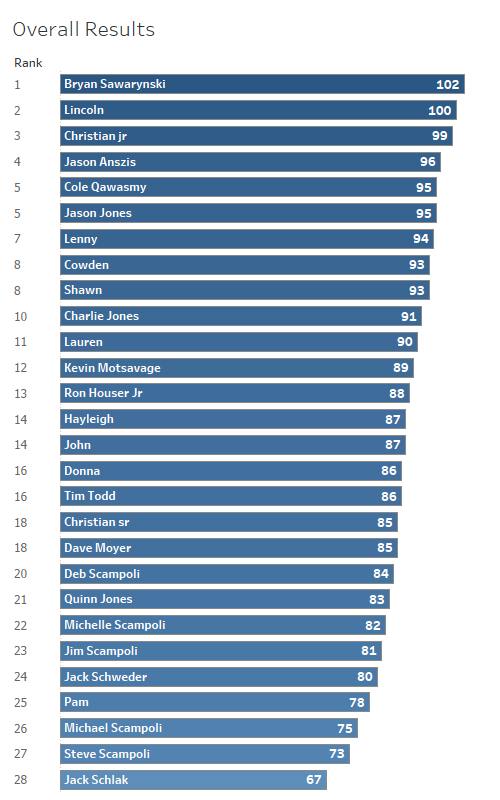 Overall Results
Rank
1 Bryan Sawarynski 102
2 Lincoln 100
3 Christian jr 99
4 Jason Anszis 96
5 Cole Qawasmy 95
5 Jason Jones 95
7 Lenny 94
8 Cowden 93
8 Shawn 93
10 Charlie Jones 91
11 Lauren 90
12 Kevin Motsavage 89
13 Ron Houser Jr 88
14 Hayleigh 87
14 John 87
16 Donna 86
16 Tim Todd 86
18 Christian sr 85
18 Dave Moyer 85
20 Deb Scampoli 84
21 Quinn Jones 83
22 Michelle Scampoli 82
23 Jim Scampoli 81
24 Jack Schweder 80
25 Pam 78
26 Michael Scampoli 75
27 Steve Scampoli 73
28 Jack Schlak 67